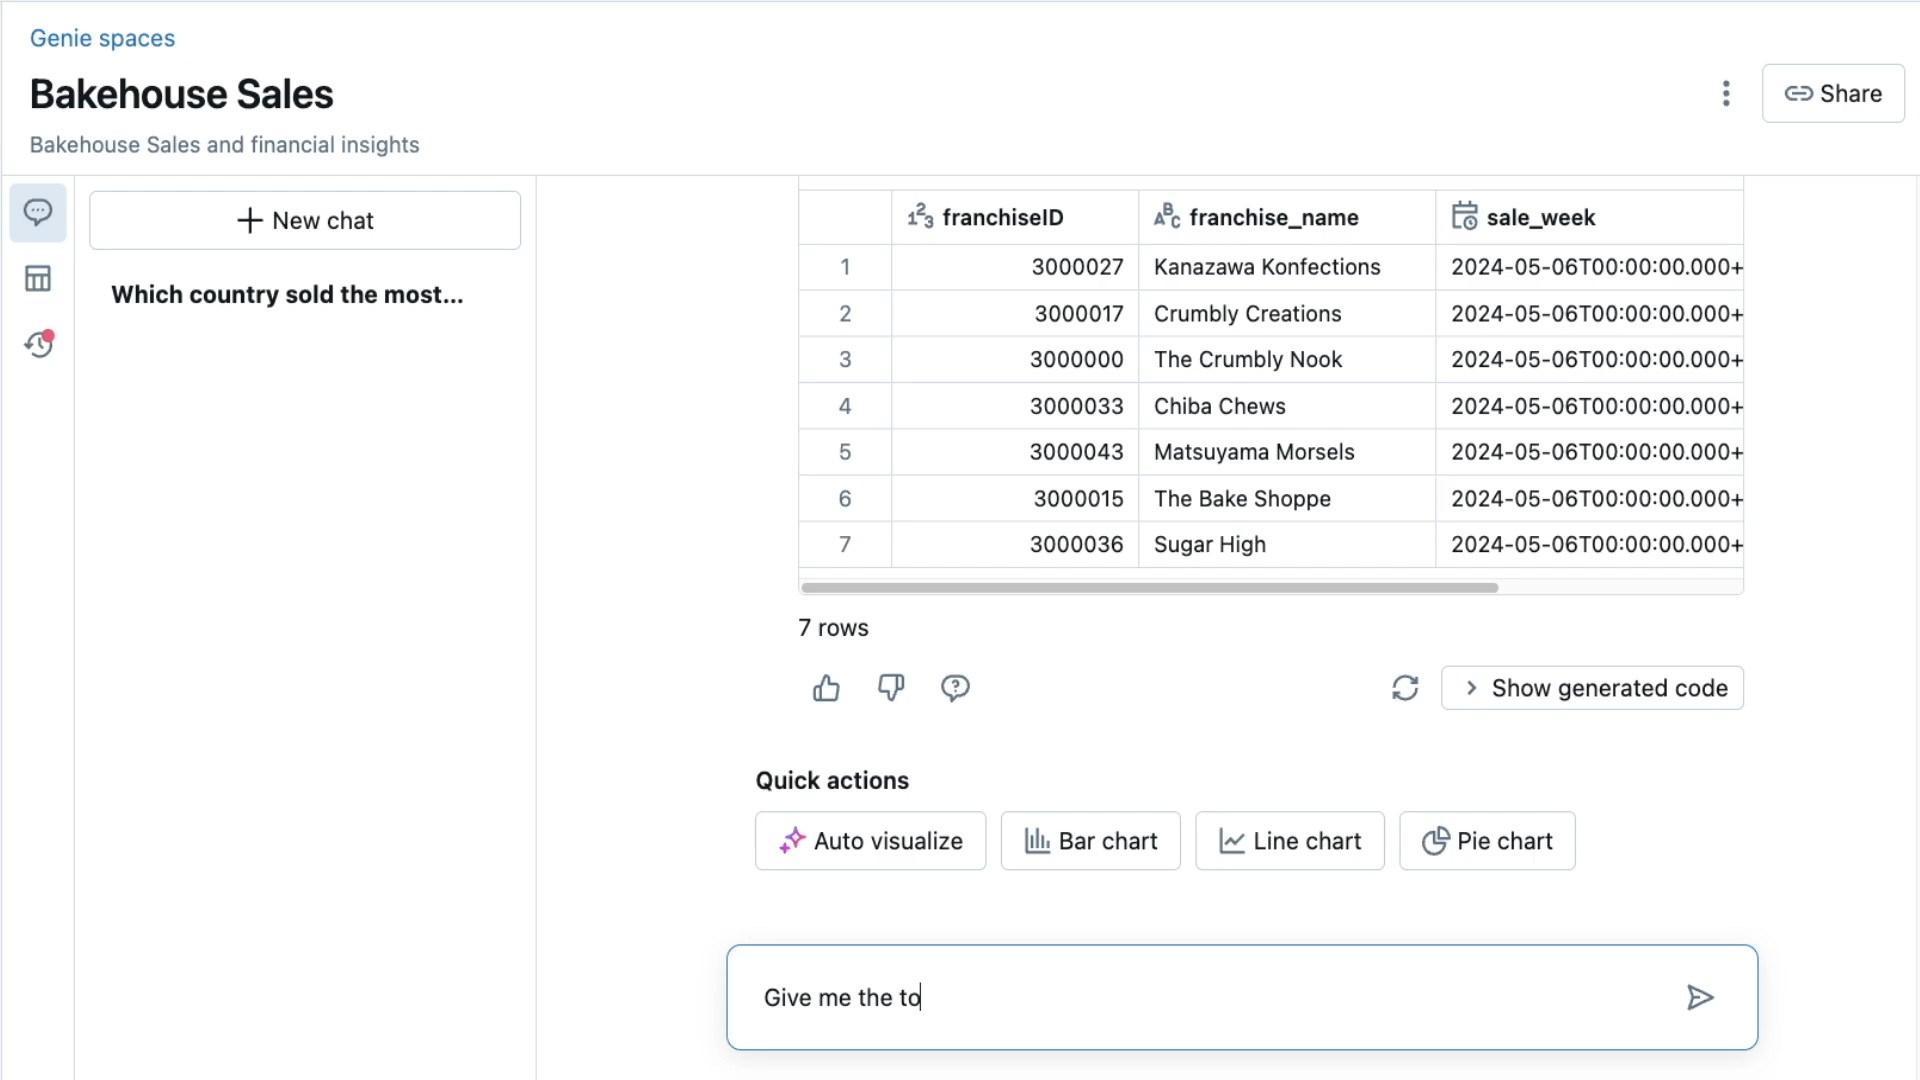 Genie spaces
Bakehouse Sales
Share
Bakehouse Sales and financial insights
New chat
Which country sold the most...
franchiseID franchise_name sale_week
1 3000027 Kanazawa Konfections 2024-05-06T00:00:00.000+
2 3000017 Crumbly Creations 2024-05-06T00:00:00.000+
3 3000000 The Crumbly Nook 2024-05-06T00:00:00.000+
4 3000033 Chiba Chews 2024-05-06T00:00:00.000+
5 3000043 Matsuyama Morsels 2024-05-06T00:00:00.000+
6 3000015 The Bake Shoppe 2024-05-06T00:00:00.000+
7 3000036 Sugar High 2024-05-06T00:00:00.000+
7 rows
Show generated code
Quick actions
Auto visualize Bar chart Line chart Pie chart
Give me the to